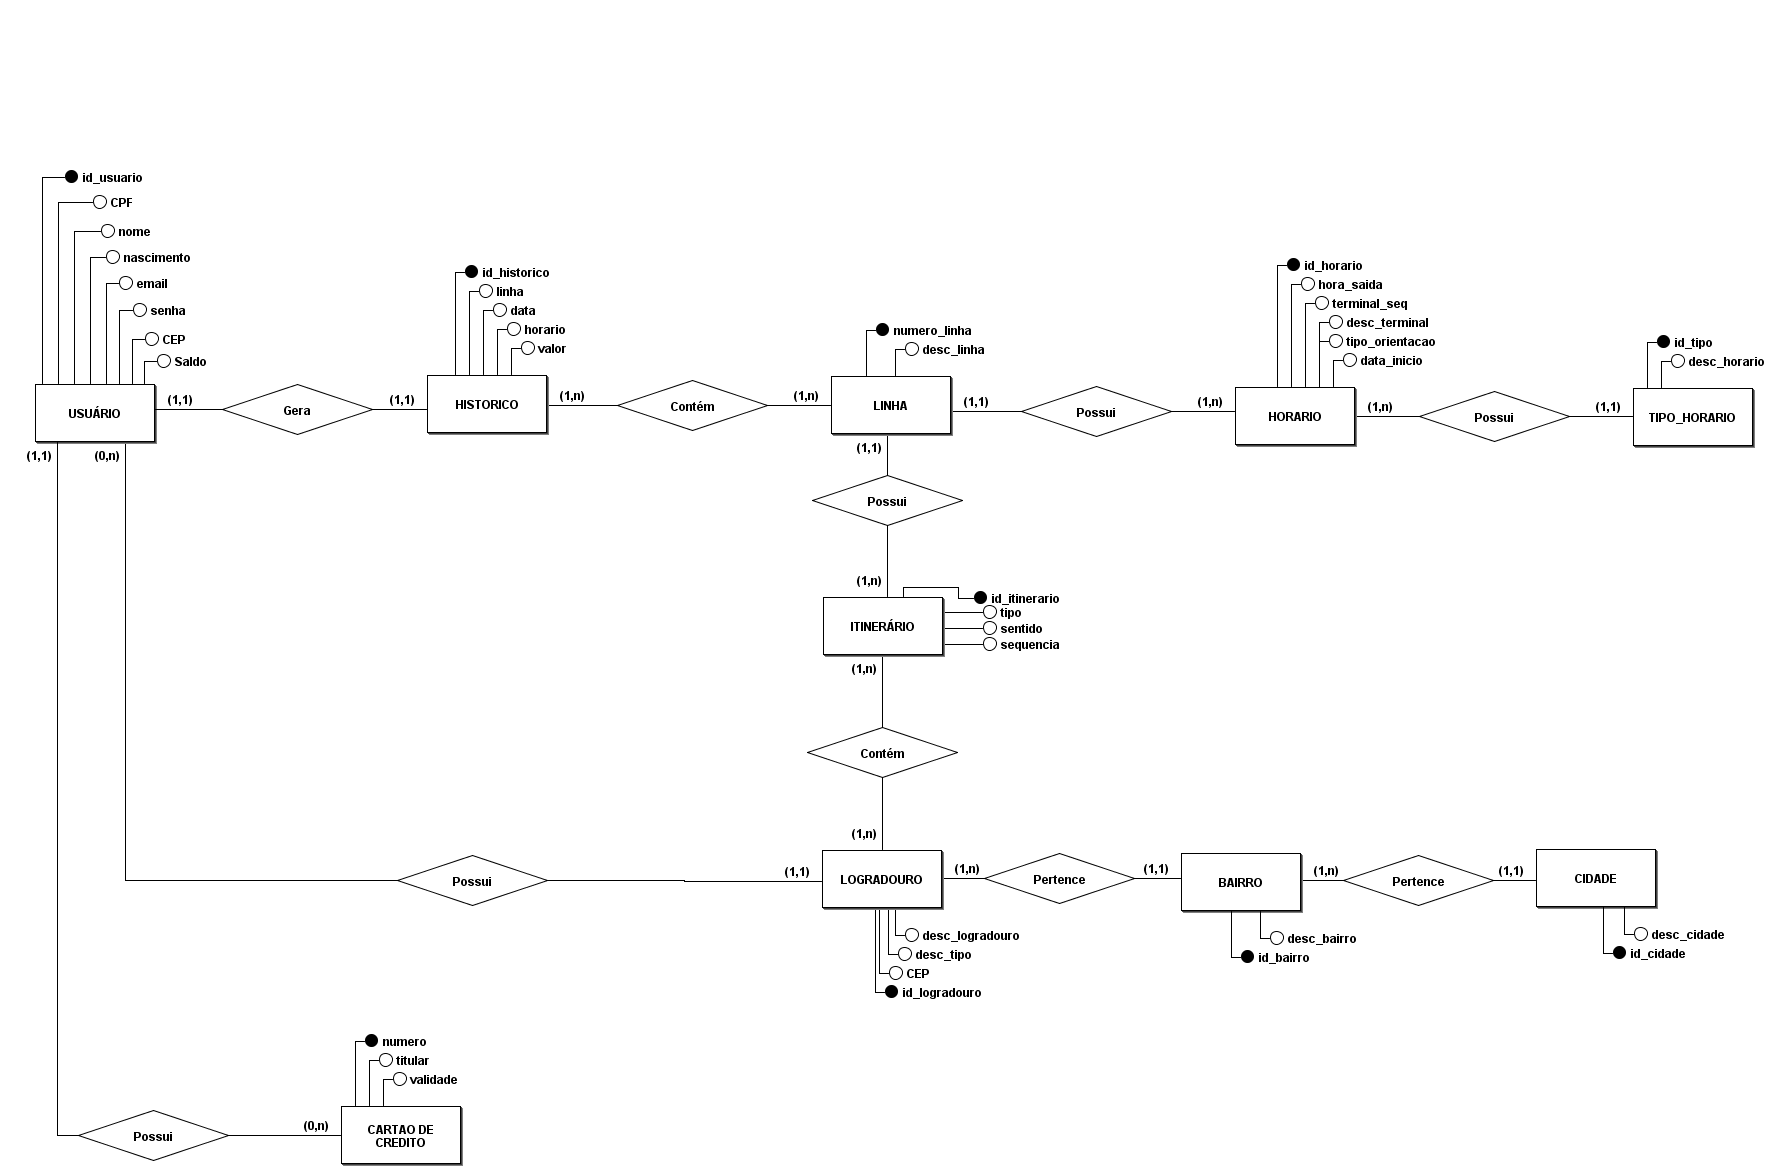 id_usuario
CPF
nome
nascimento
email
senha
CEP
Saldo
USUÁRIO
(1,1)
Gera
(1,1)
id_historico
linha
data
horario
valor
HISTORICO
(1,n)
Contém
(1,n)
numero_linha
desc_linha
LINHA
(1,1)
Possui
(1,n)
id_horario
hora_saida
terminal_seq
desc_terminal
tipo_orientacao
data_inicio
HORARIO
(1,n)
Possui
(1,1)
id_tipo
desc_horario
TIPO_HORARIO
(1,1)
(0,n)
(1,1)
Possui
(1,n)
id_itinerario
tipo
sentido
sequencia
ITINERÁRIO
(1,n)
Contém
(1,n)
Possui
(1,1)
LOGRADOURO
(1,n)
Pertence
(1,1)
BAIRRO
(1,n)
Pertence
(1,1)
CIDADE
desc_logradouro
desc_tipo
CEP
id_logradouro
desc_bairro
id_bairro
desc_cidade
id_cidade
numero
titular
validade
Possui
(0,n)
CARTAO DE
CREDITO